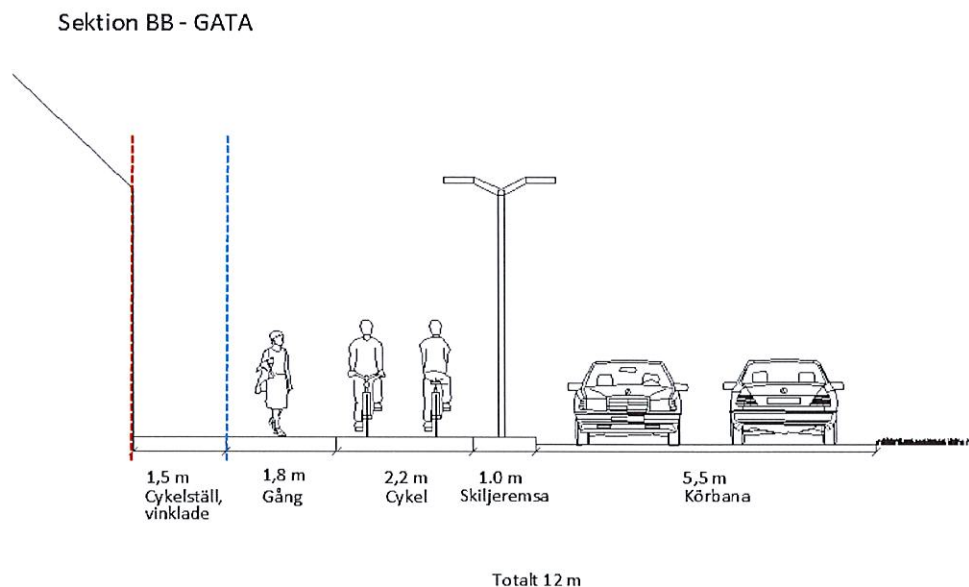 Sektion BB - GATA
1,5 m
Cykelställ,
vinklade
1,8 m
Gång
2,2 m
Cykel
1.0 m
Skiljeremsa
5,5 m
Körbana
Totalt 12 m